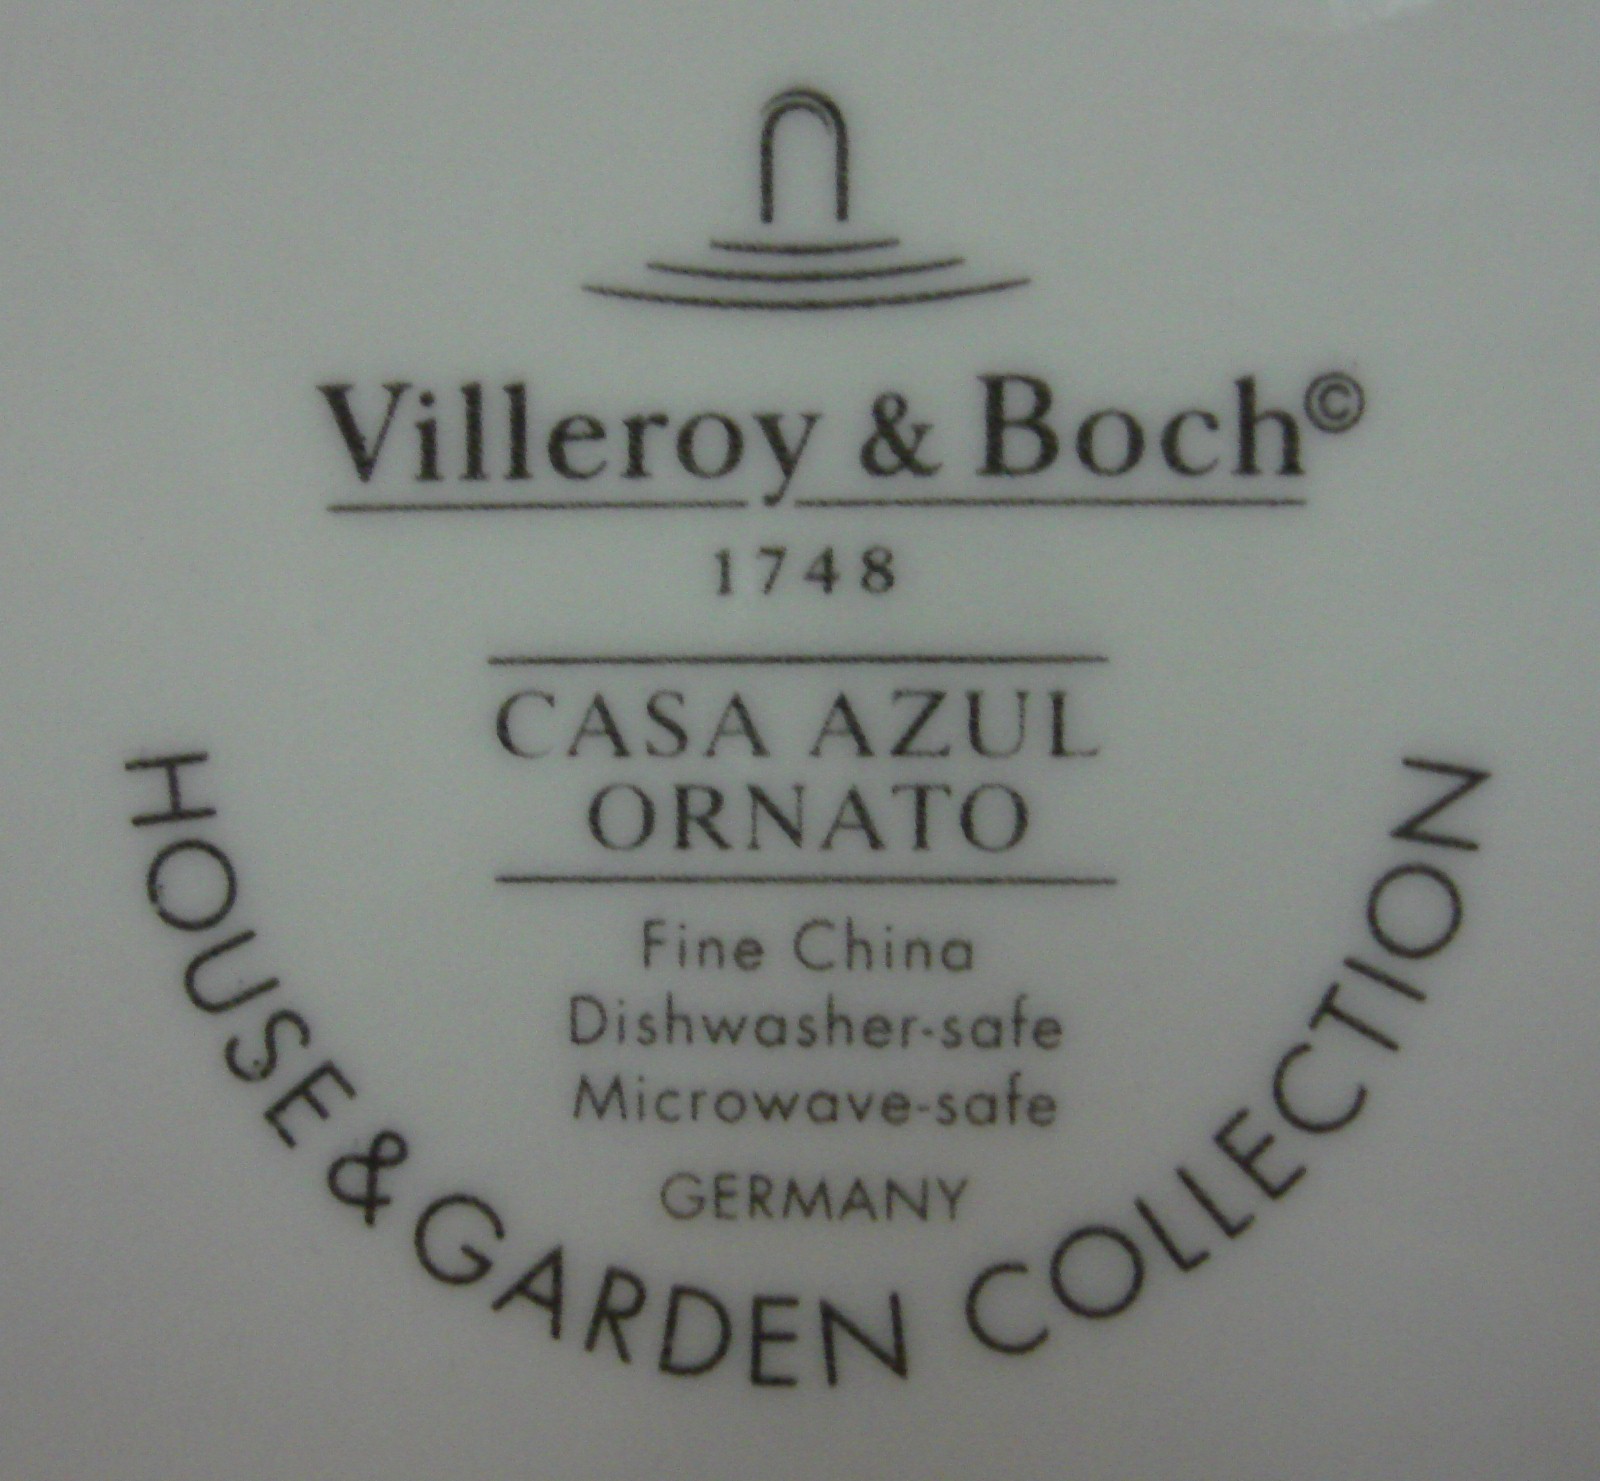 Villeroy & Boch©
1748
CASA AZUL
ORNATO
Fine China
Dishwasher-safe
Microwave-safe
GERMANY
HOUSE & GARDEN COLLECTION